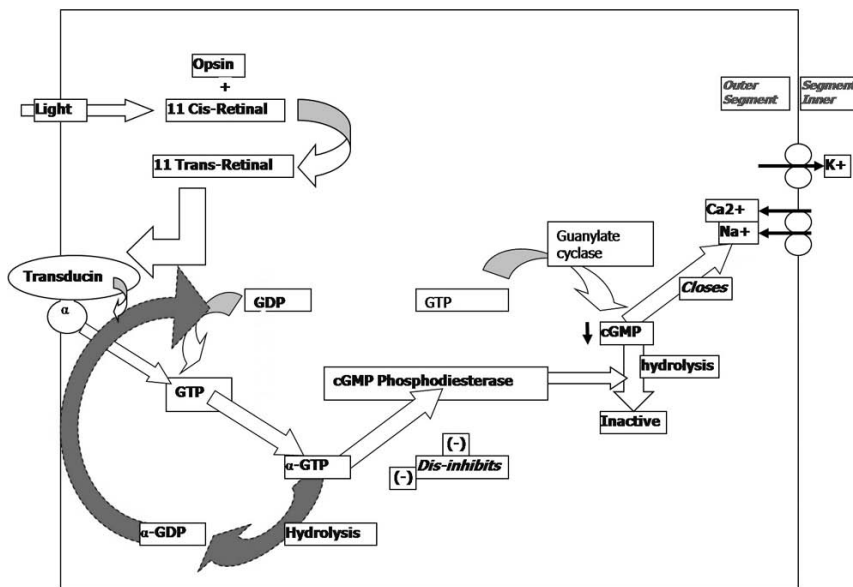 Opsin
+
Light
11 Cis-Retinal
11 Trans-Retinal
Outer
Segment
Segment
Inner
K+
Ca2+
Na+
Guanylate
cyclase
Transducin
α
GDP
GTP
Closes
cGMP
hydrolysis
GTP
cGMP Phosphodiesterase
Inactive
α-GTP
(-)
(-)
Dis-inhibits
α-GDP
Hydrolysis